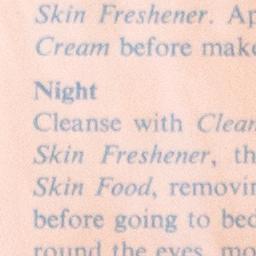 Skin Freshener. Ap
Cream before make
Night
Cleanse with Clean
Skin Freshener, th
Skin Food, removin
before going to bed
round the eyes, mo